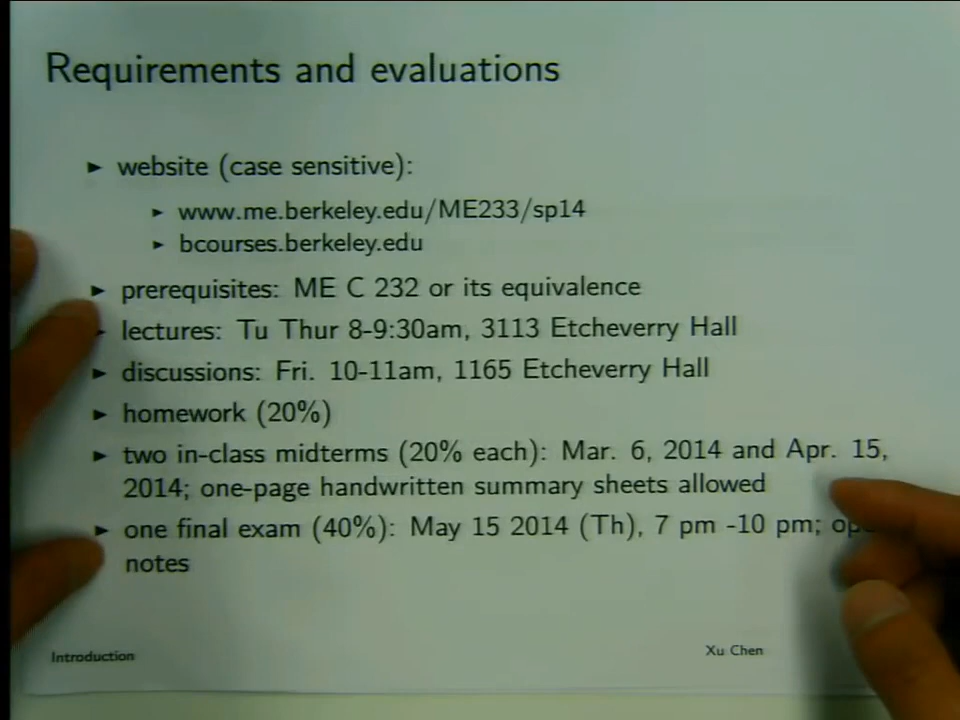 Requirements and evaluations
► website (case sensitive):
► www.me.berkeley.edu/ME233/sp14
► bcourses.berkeley.edu
► prerequisites: ME C 232 or its equivalence
lectures: Tu Thur 8-9:30am, 3113 Etcheverry Hall
► discussions: Fri. 10-11am, 1165 Etcheverry Hall
► homework (20%)
► two in-class midterms (20% each): Mar. 6, 2014 and Apr. 15,
2014; one-page handwritten summary sheets allowed
► one final exam (40%): May 15 2014 (Th), 7 pm -10 pm;
notes
Introduction
Xu Chen